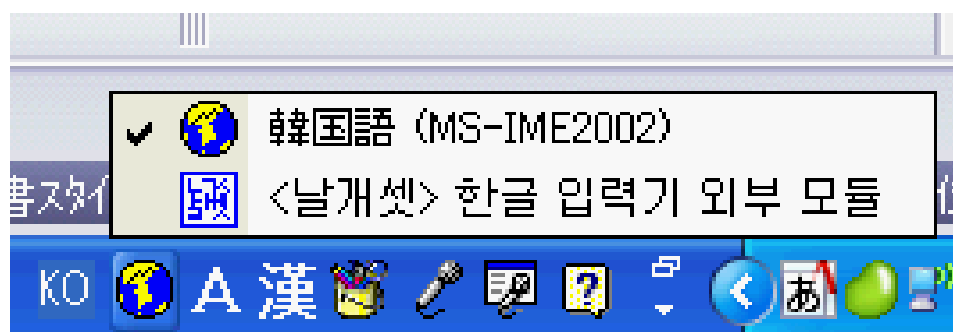 韓国語 (MS-IME2002)
<날개셋> 한글 입력기 외부 모듈
書スタイ
KO A 漢 あ